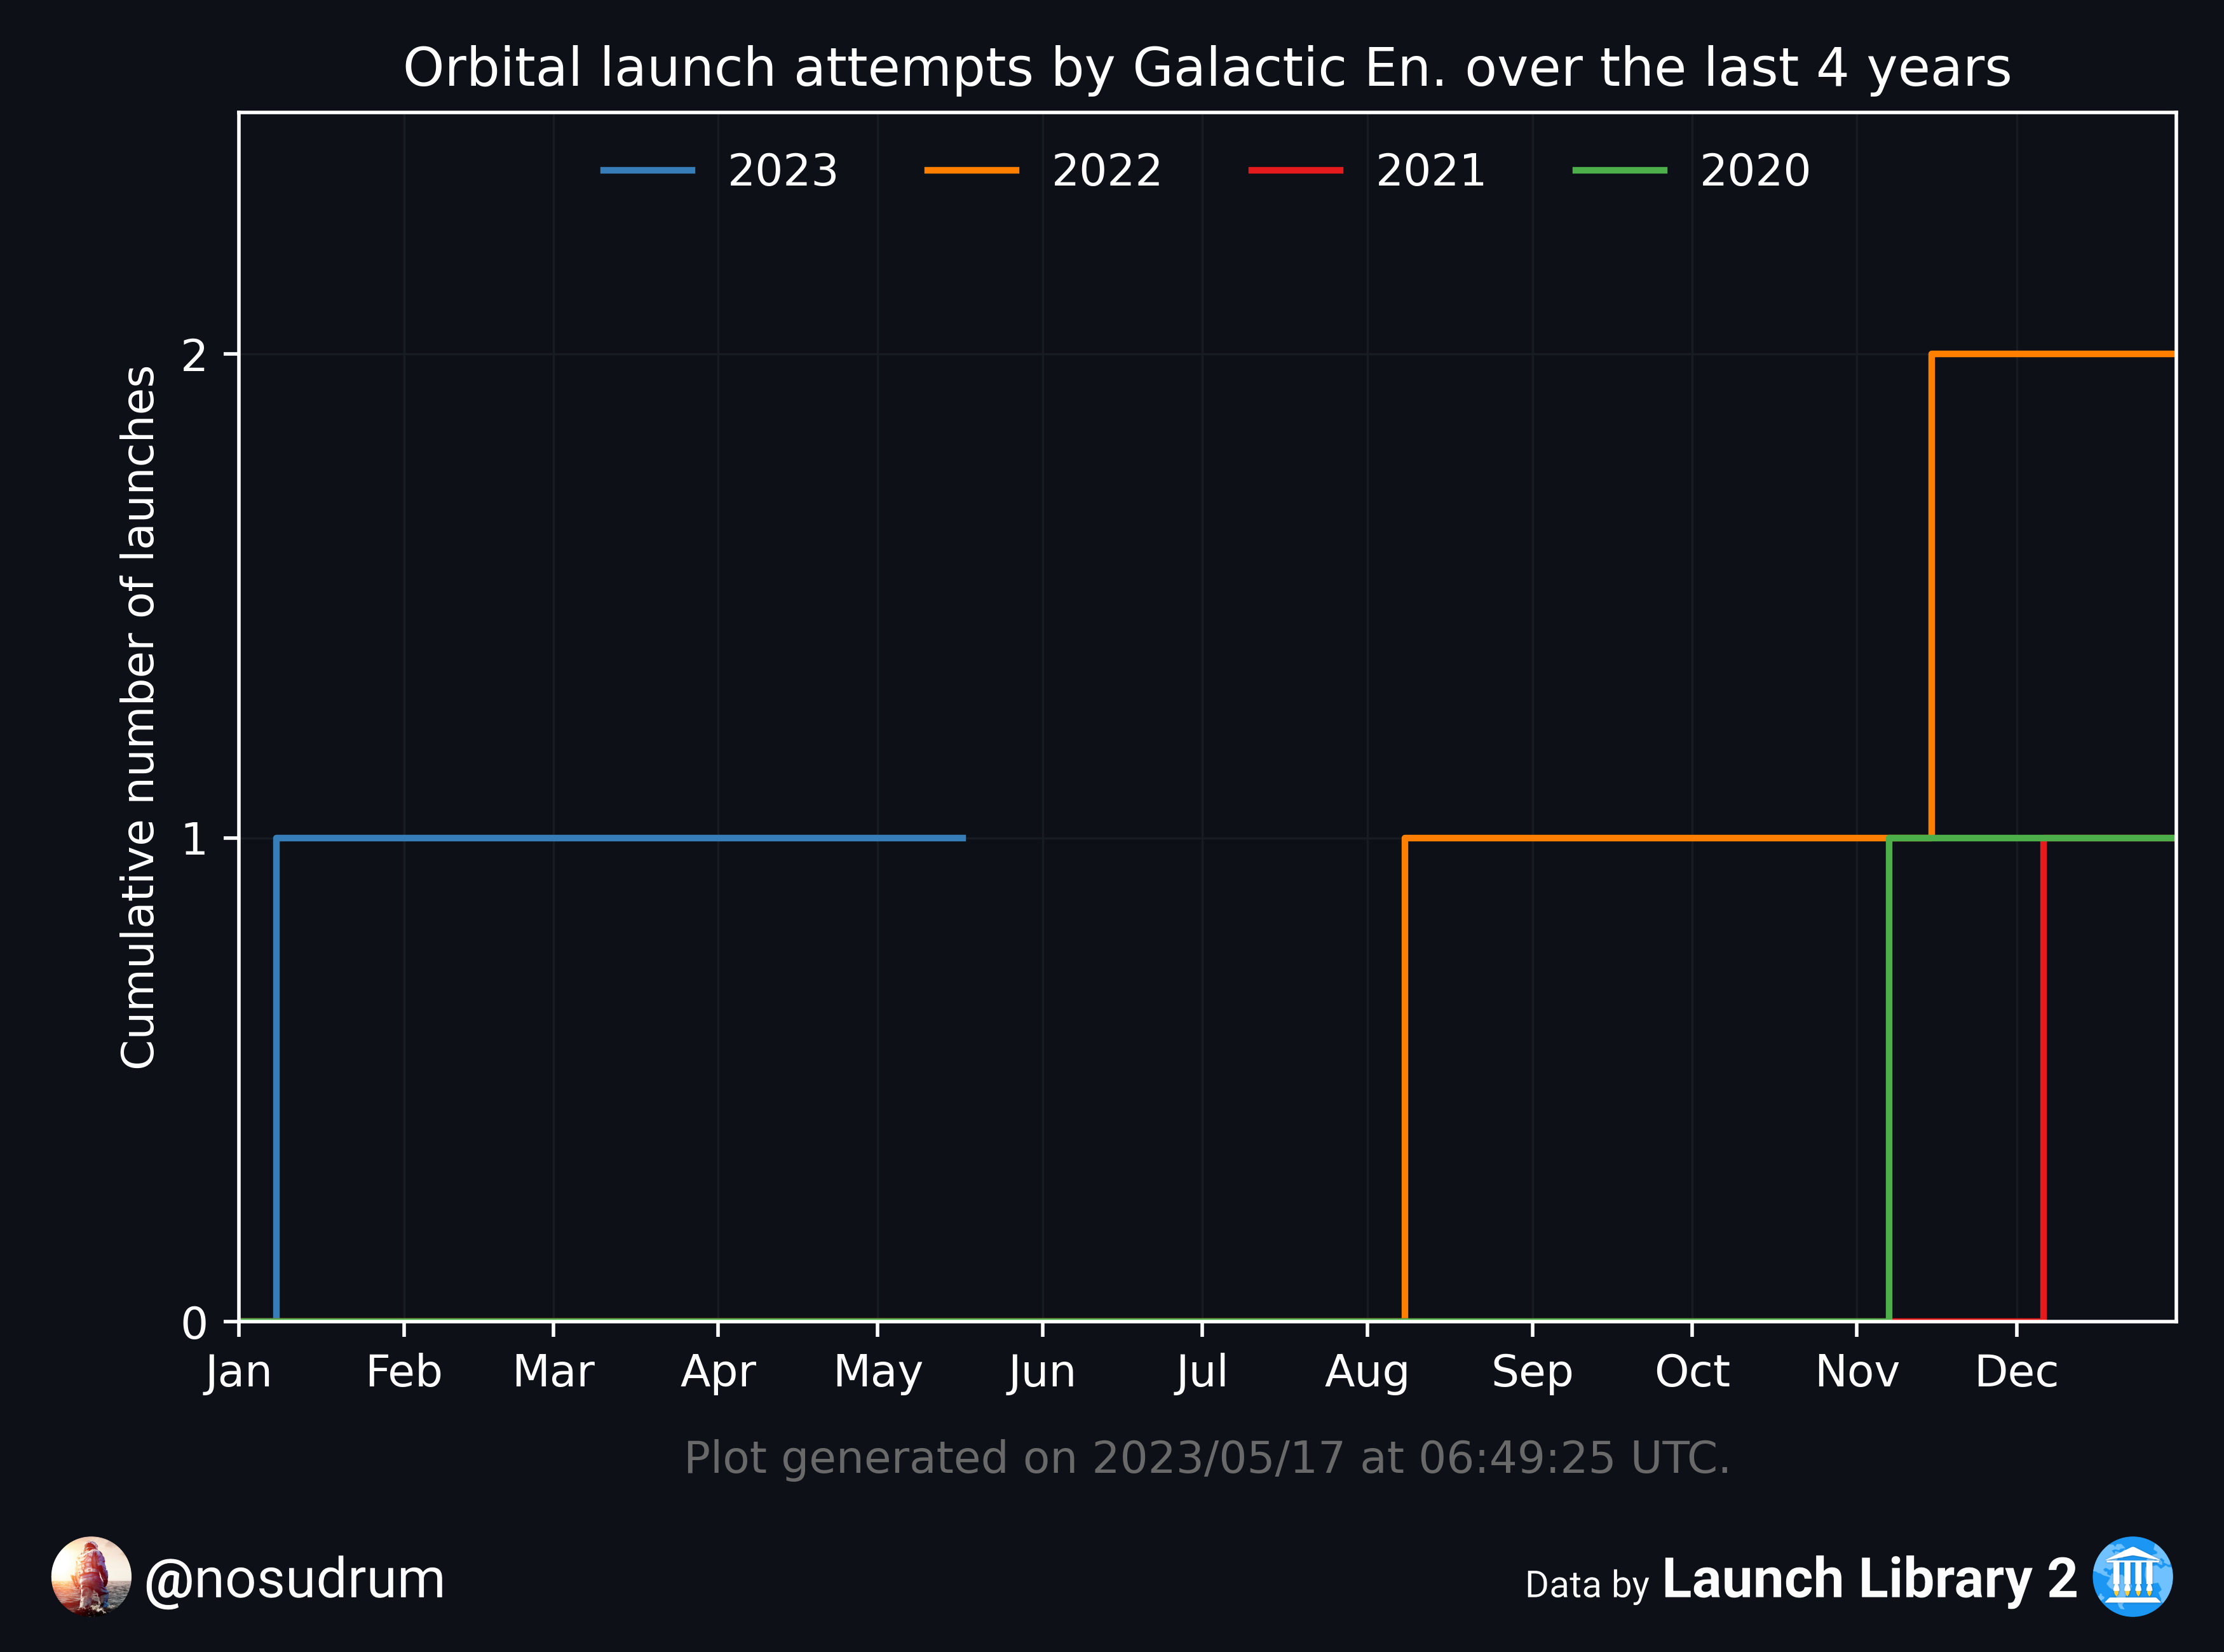 Orbital launch attempts by Galactic En. over the last 4 years
2023 2022 2021 2020
Cumulative number of launches
2
1
0
Jan Feb Mar Apr May Jun Jul Aug Sep Oct Nov Dec
Plot generated on 2023/05/17 at 06:49:25 UTC.
@nosudrum
Data by Launch Library 2